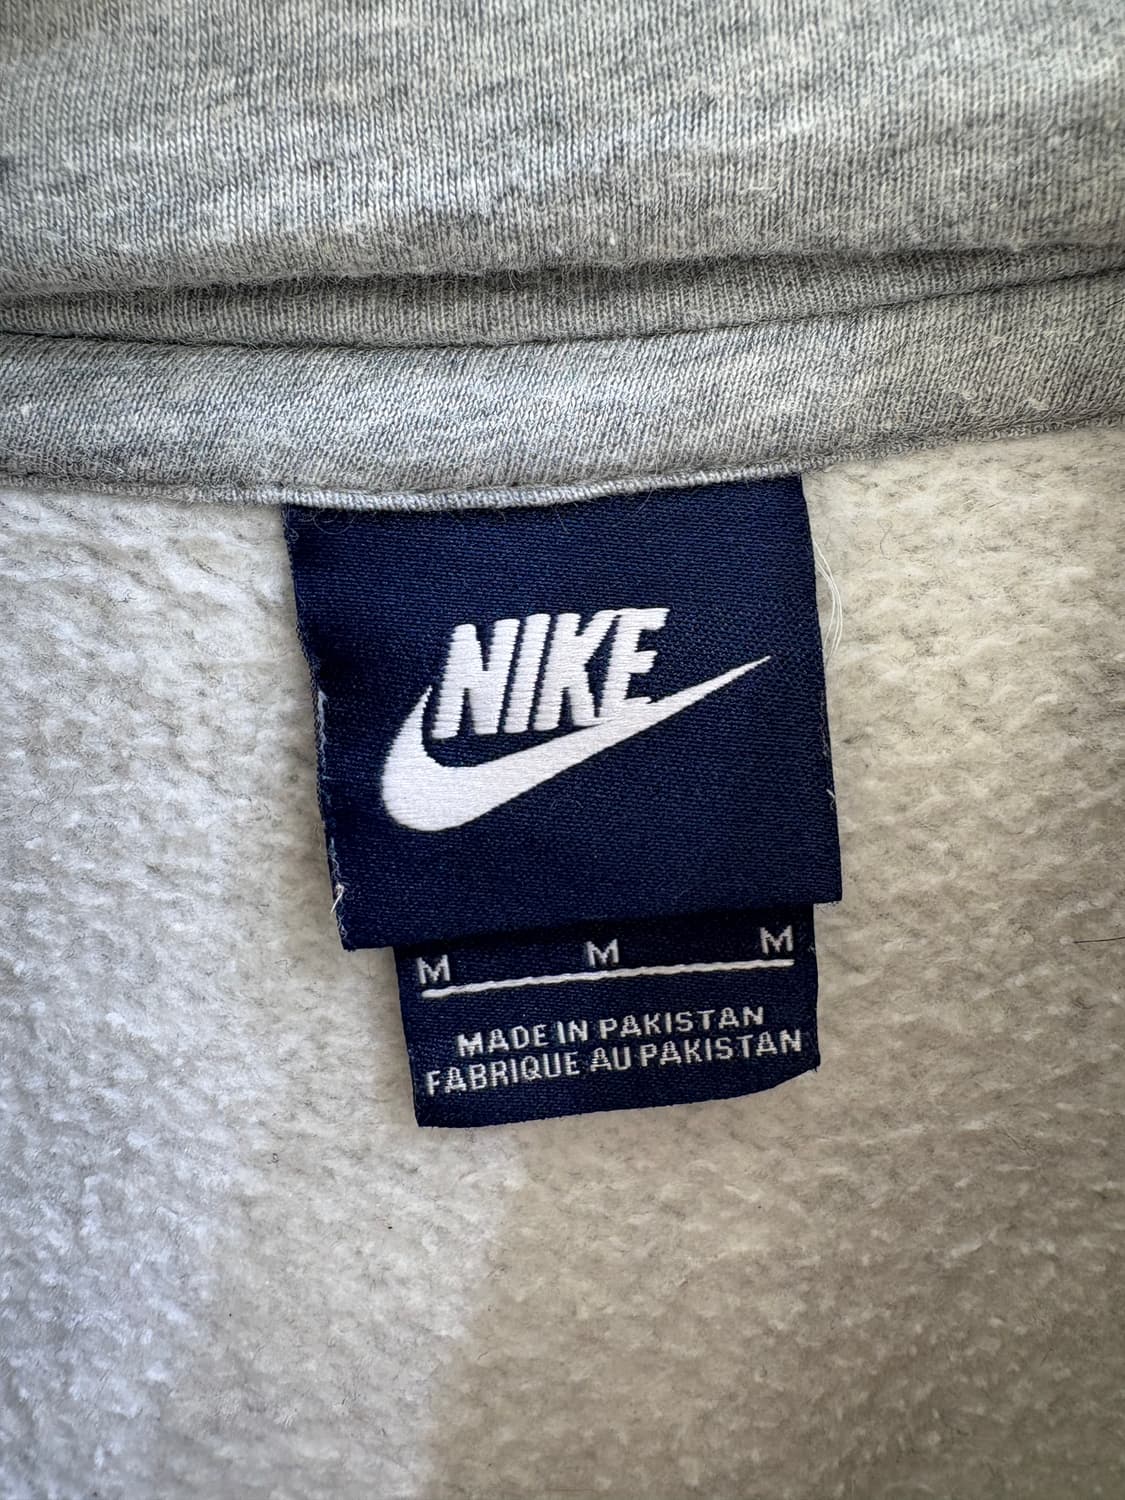 NIKE
M M M
MADE IN PAKISTAN
FABRIQUE AU PAKISTAN